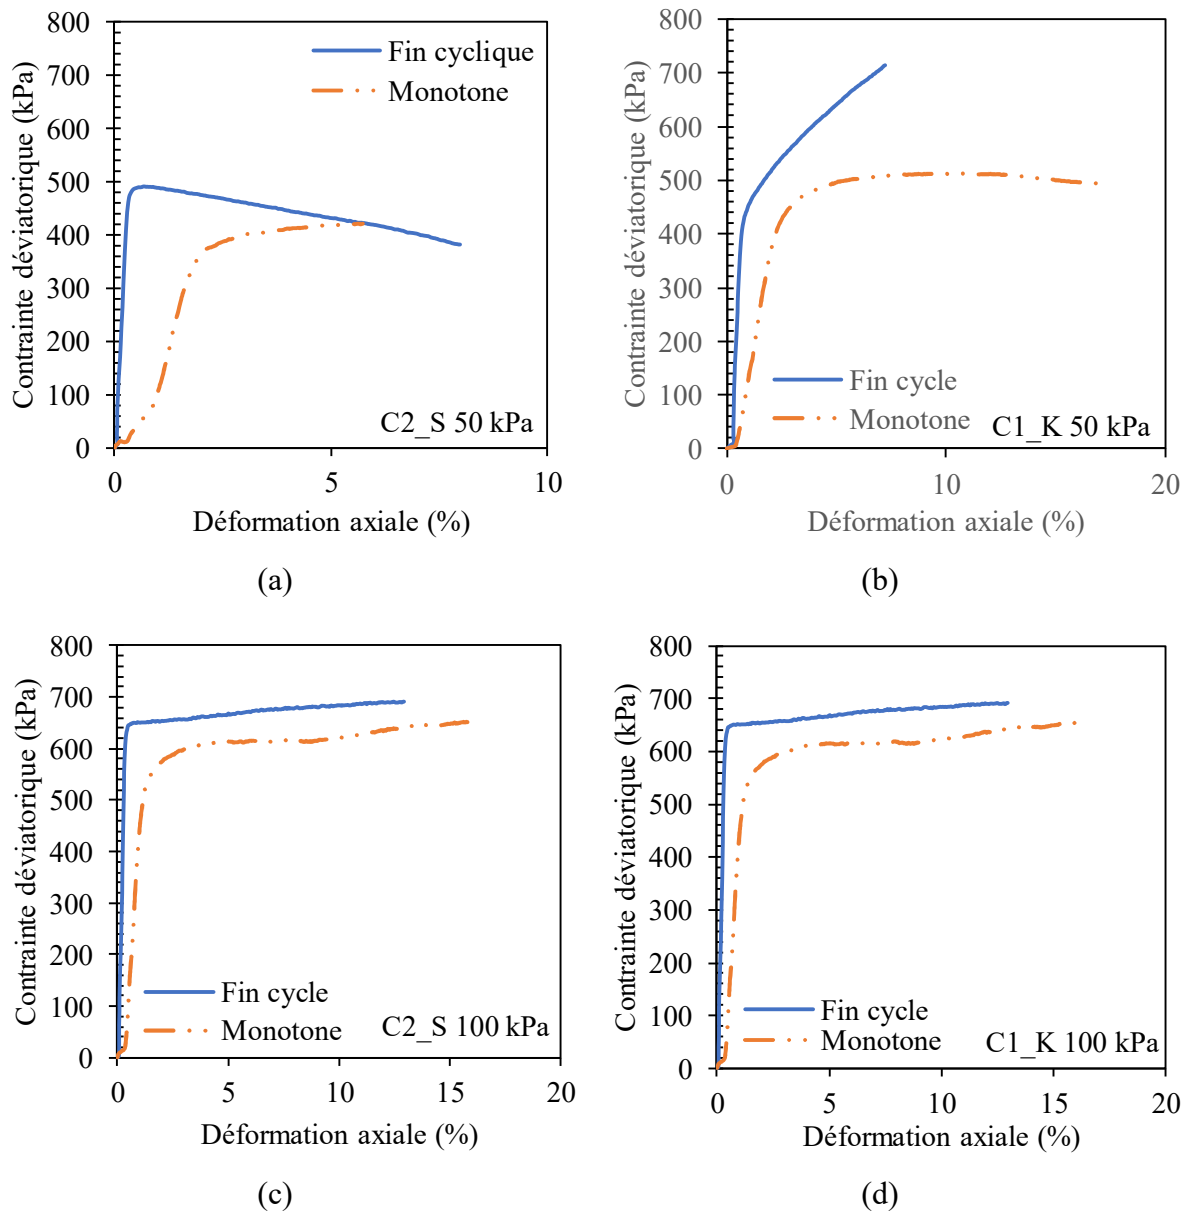 800
700
600
500
400
300
200
100
0
Contrainte déviatorique (kPa)
Fin cyclique
Monotone
C2_S 50 kPa
0
5
10
Déformation axiale (%)
(a)
800
700
600
500
400
300
200
100
0
Contrainte déviatorique (kPa)
Fin cycle
Monotone
C1_K 50 kPa
0
10
20
Déformation axiale (%)
(b)
800
700
600
500
400
300
200
100
0
Contrainte déviatorique (kPa)
Fin cycle
Monotone
C2_S 100 kPa
0
5
10
15
20
Déformation axiale (%)
(c)
800
700
600
500
400
300
200
100
0
Contrainte déviatorique (kPa)
Fin cycle
Monotone
C1_K 100 kPa
0
5
10
15
20
Déformation axiale (%)
(d)